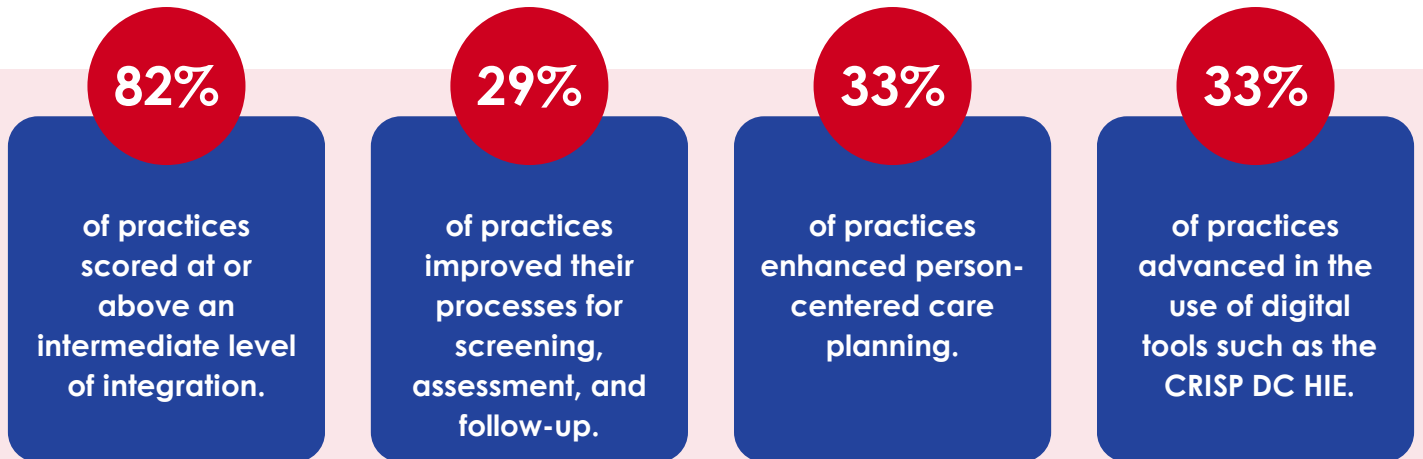 82%
of practices
scored at or
above an
intermediate level
of integration.
29%
of practices
improved their
processes for
screening,
assessment, and
follow-up.
33%
of practices
enhanced person-
centered care
planning.
33%
of practices
advanced in the
use of digital
tools such as the
CRISP DC HIE.